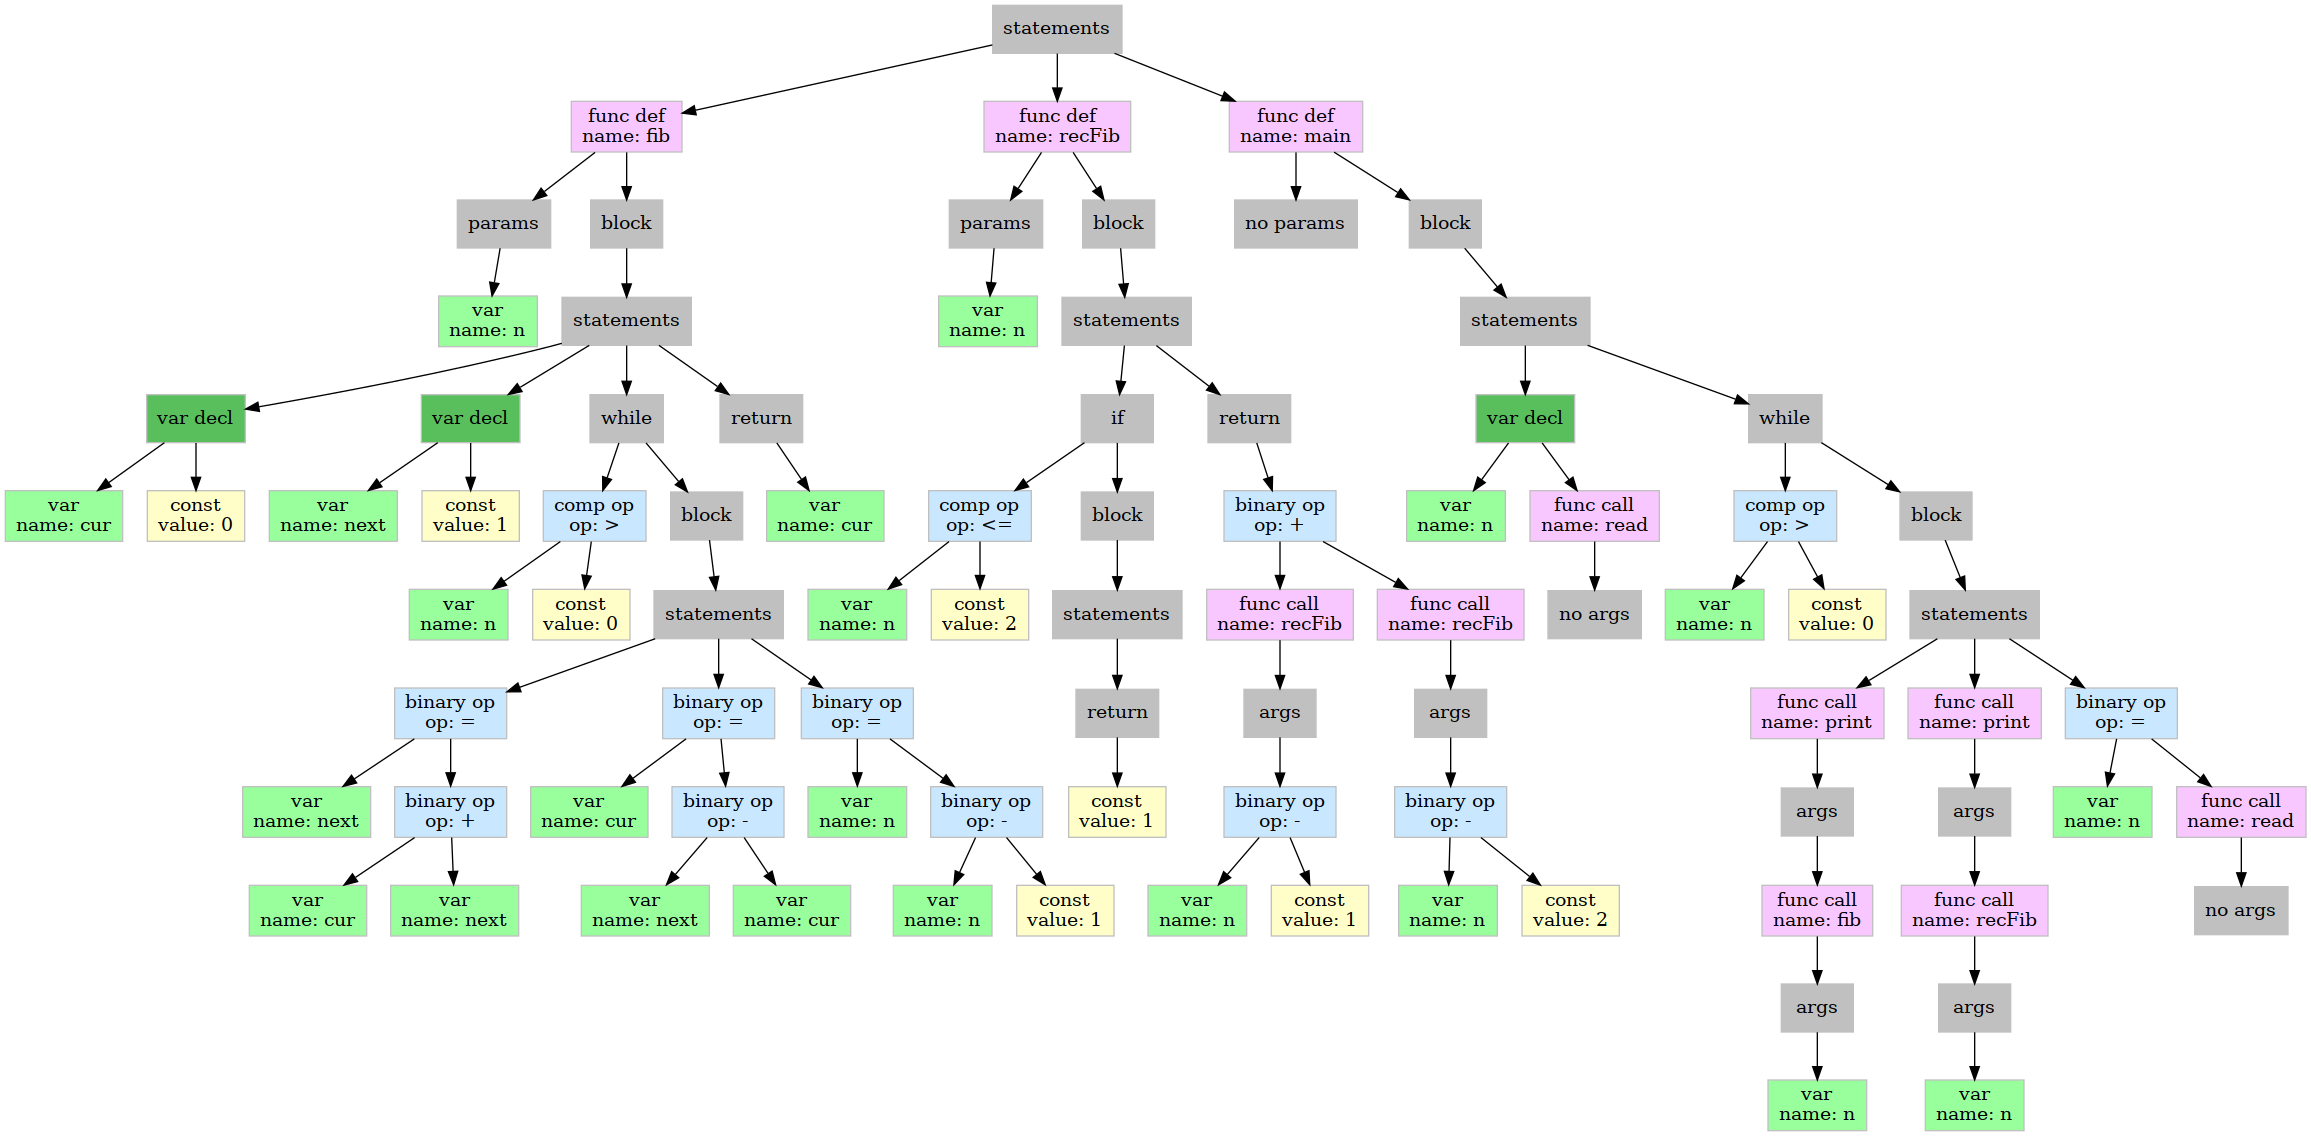 statements
func def
name: fib
func def
name: recFib
func def
name: main
params
block
params
block
no params
block
var
name: n
statements
var
name: n
statements
statements
var decl
var decl
while
return
if
return
var decl
while
var
name: cur
const
value: 0
var
name: next
const
value: 1
comp op
op: >
block
var
name: cur
comp op
op: <=
block
binary op
op: +
var
name: n
func call
name: read
comp op
op: >
block
var
name: n
const
value: 0
statements
var
name: n
const
value: 2
statements
func call
name: recFib
func call
name: recFib
no args
var
name: n
const
value: 0
statements
binary op
op: =
binary op
op: =
binary op
op: =
return
args
args
func call
name: print
func call
name: print
binary op
op: =
var
name: next
binary op
op: +
var
name: cur
binary op
op: -
var
name: n
binary op
op: -
const
value: 1
binary op
op: -
binary op
op: -
args
args
var
name: n
func call
name: read
var
name: cur
var
name: next
var
name: next
var
name: cur
var
name: n
const
value: 1
var
name: n
const
value: 1
var
name: n
const
value: 2
func call
name: fib
func call
name: recFib
no args
args
args
var
name: n
var
name: n